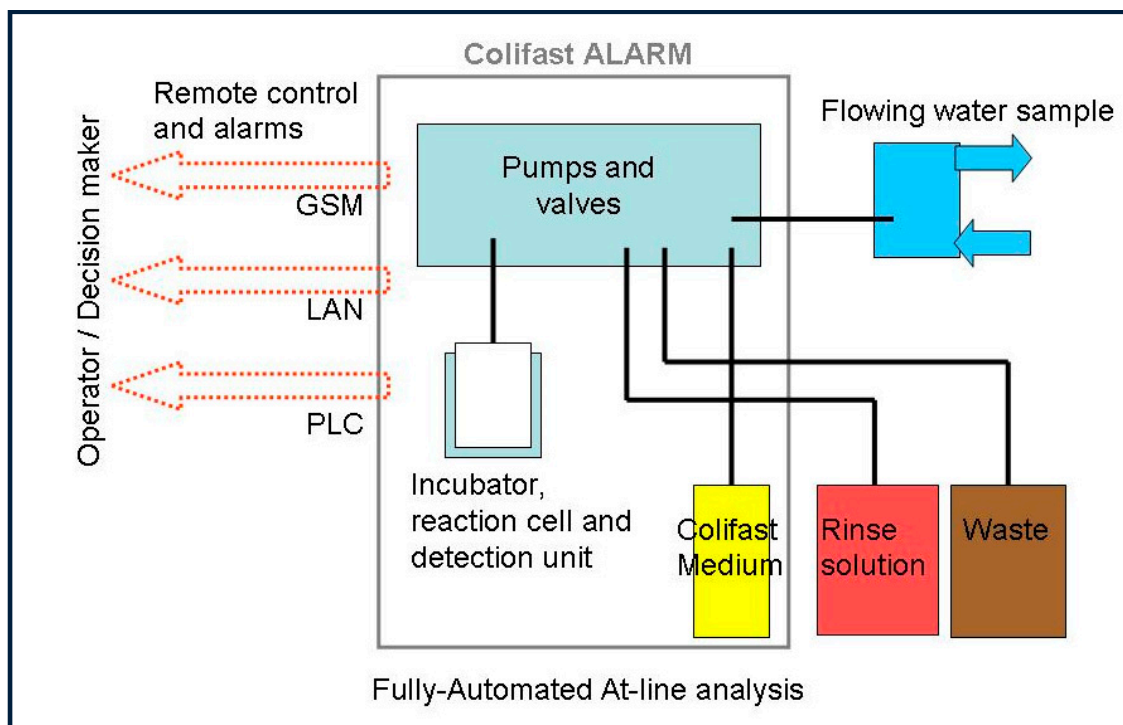 Colifast ALARM
Remote control
and alarms
Flowing water sample
Operator / Decision maker
Pumps and
valves
GSM
LAN
PLC
Incubator,
reaction cell and
detection unit
Colifast
Medium
Rinse
solution
Waste
Fully-Automated At-line analysis